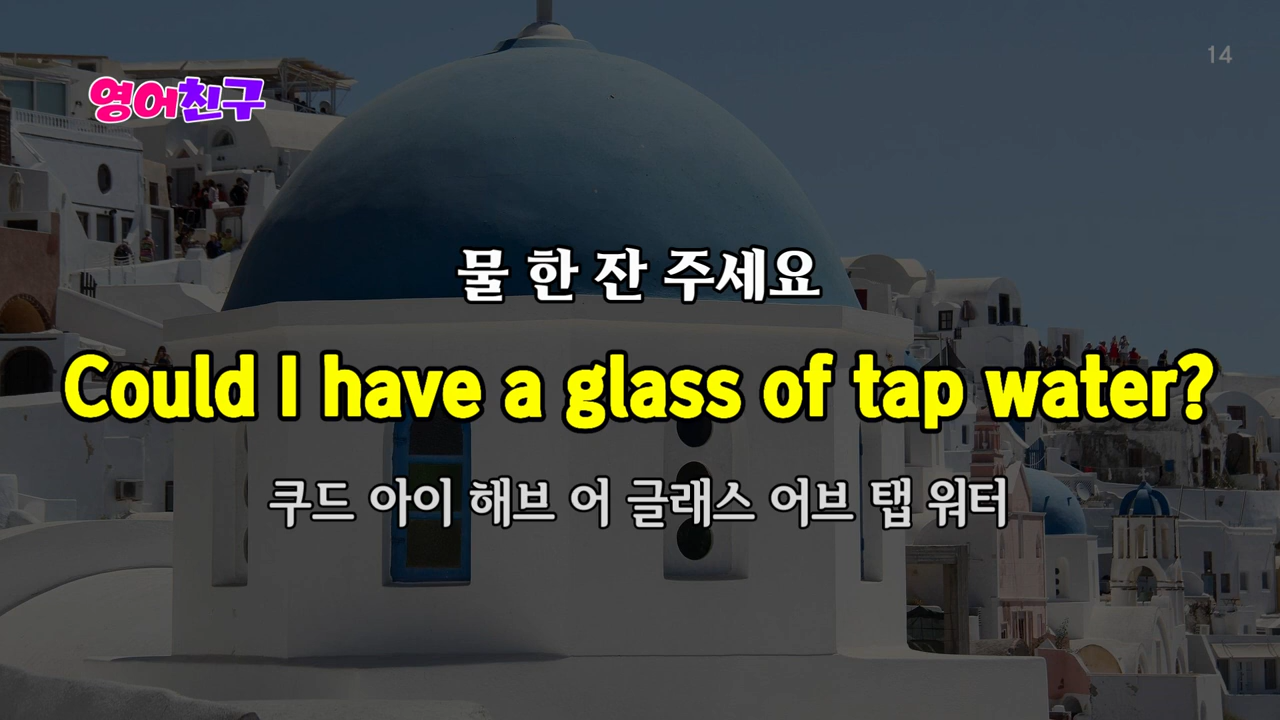 14
영어친구
물 한 잔 주세요
Could I have a glass of tap water?
쿠드 아이 해브 어 글래스 어브 탭 워터